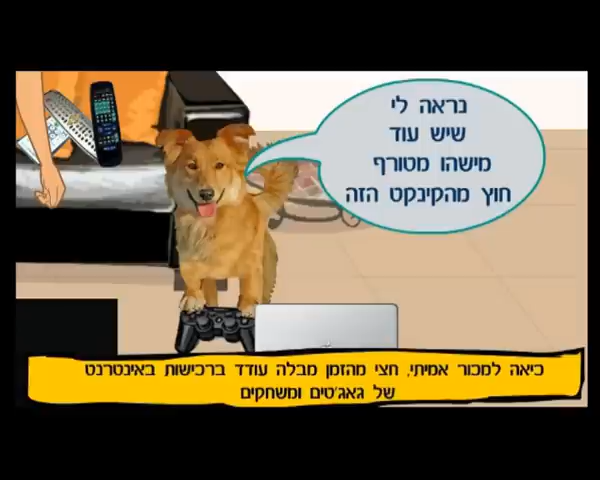 נראה לי
שיש עוד
מישהו מטורף
חוץ מהקינקט הזה
כיאה למכור אמיתי, חצי מהזמן מבלה עודד ברכישות באינטרנט
של גאג'טים ומשחקים